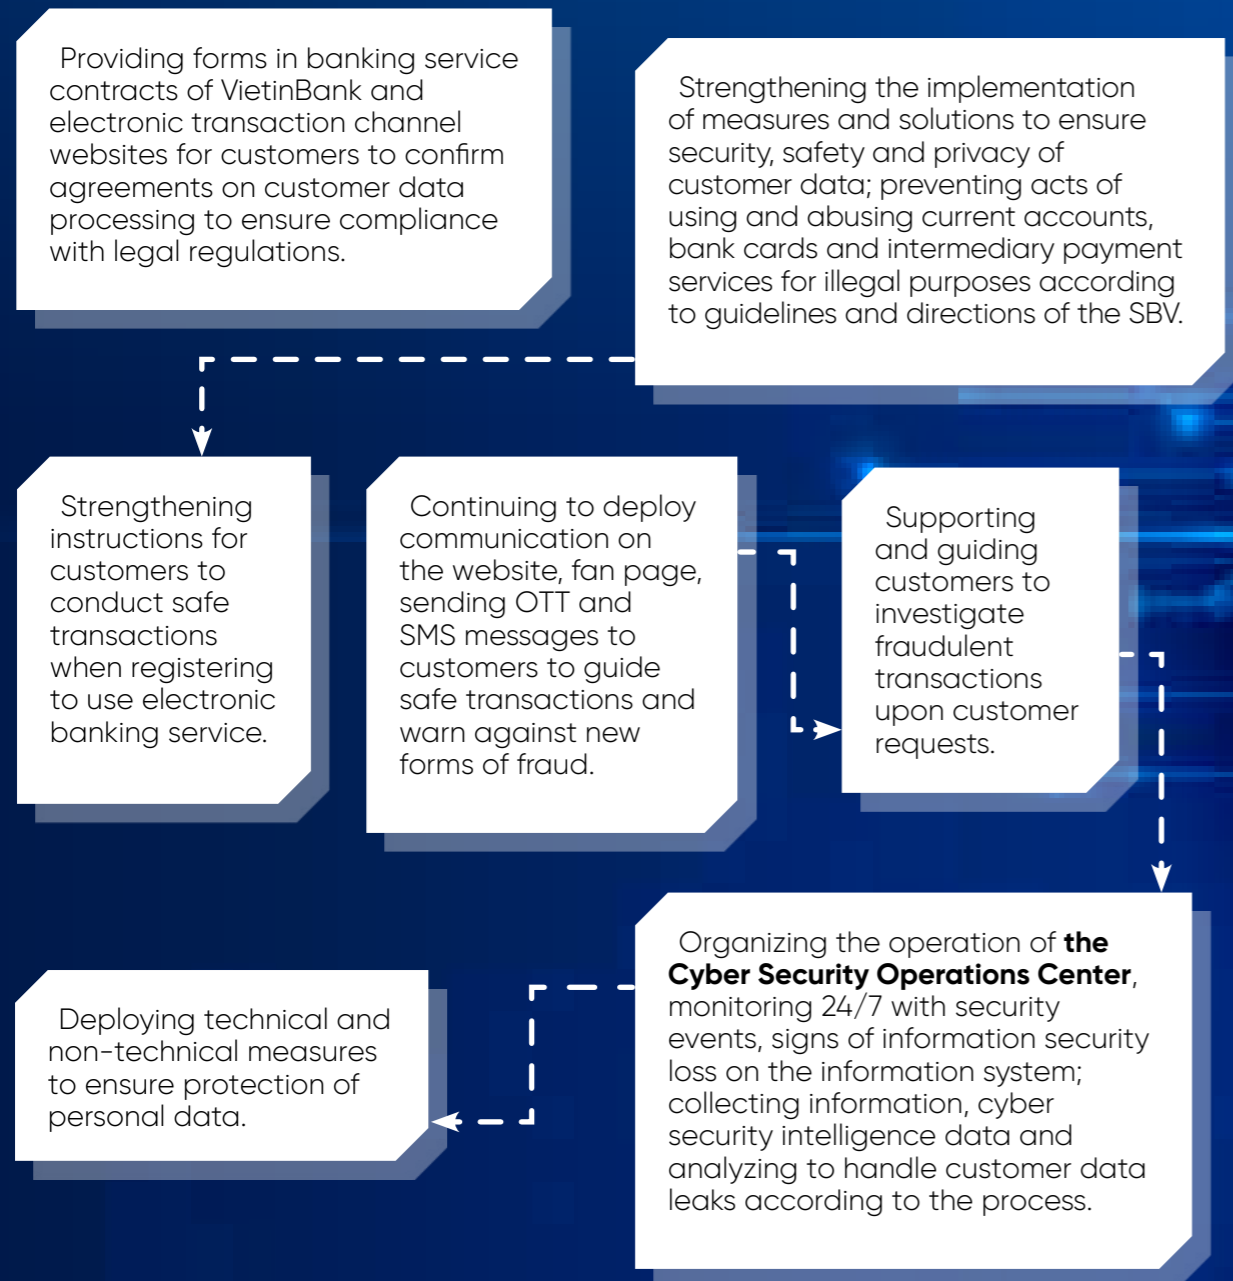 Providing forms in banking service
contracts of VietinBank and
electronic transaction channel
websites for customers to confirm
agreements on customer data
processing to ensure compliance
with legal regulations.
Strengthening the implementation
of measures and solutions to ensure
security, safety and privacy of
customer data; preventing acts of
using and abusing current accounts,
bank cards and intermediary payment
services for illegal purposes according
to guidelines and directions of the SBV.
Strengthening
instructions for
customers to
conduct safe
transactions
when registering
to use electronic
banking service.
Continuing to deploy
communication on
the website, fan page,
sending OTT and
SMS messages to
customers to guide
safe transactions and
warn against new
forms of fraud.
Supporting
and guiding
customers to
investigate
fraudulent
transactions
upon customer
requests.
Organizing the operation of the
Cyber Security Operations Center,
monitoring 24/7 with security
events, signs of information security
loss on the information system;
collecting information, cyber
security intelligence data and
analyzing to handle customer data
leaks according to the process.
Deploying technical and
non-technical measures
to ensure protection of
personal data.